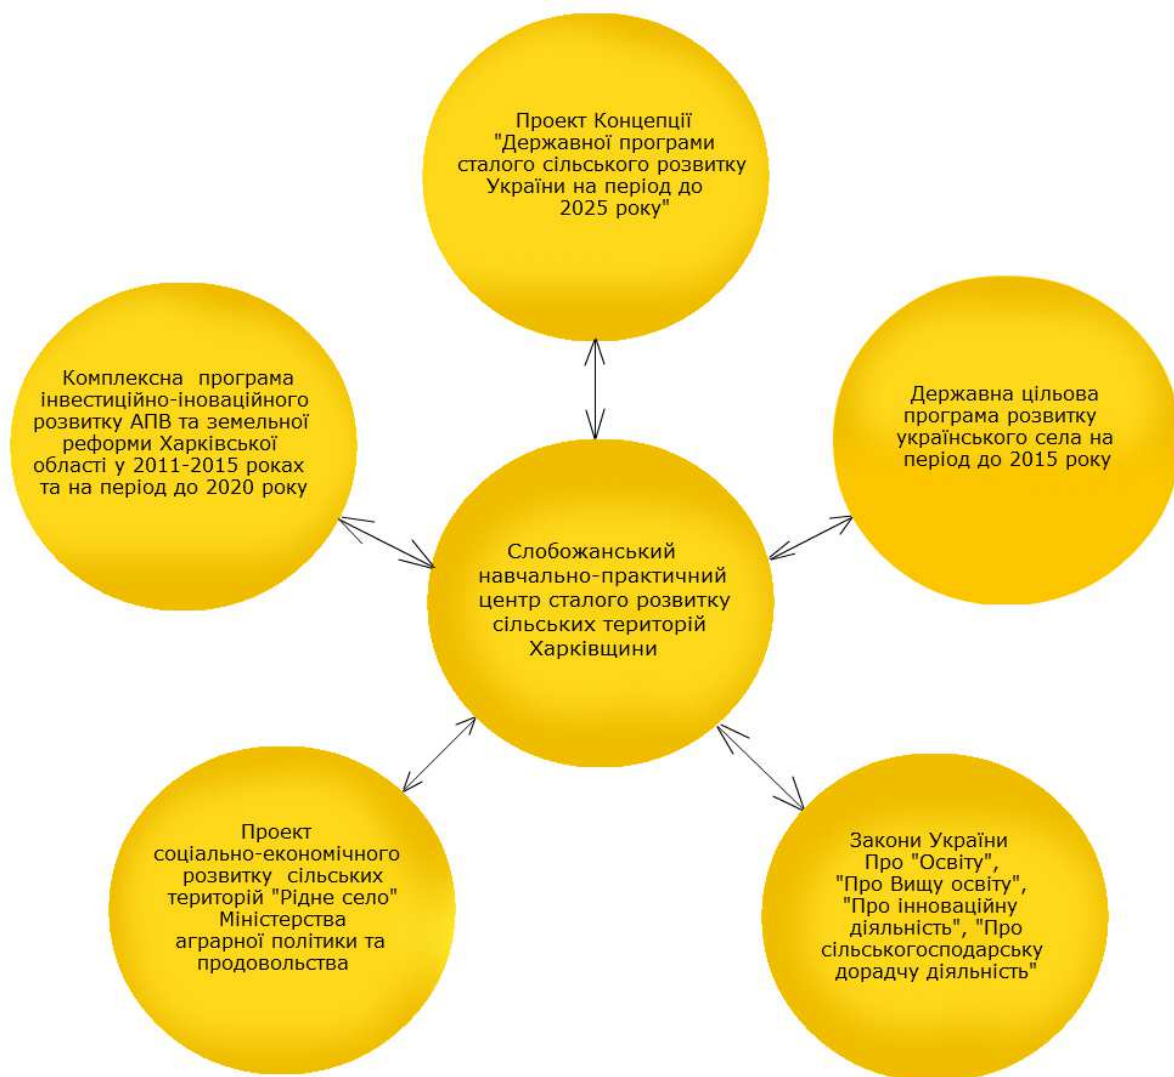 Проект Концепції
"Державної програми
сталого сільського розвитку
України на період до
2025 року"
Комплексна програма
інвестиційно-іноваційного
розвитку АПВ та земельної
реформи Харківської
області у 2011-2015 роках
та на період до 2020 року
Державна цільова
програма розвитку
українського села на
період до 2015 року
Слобожанський
навчально-практичний
центр сталого розвитку
сільських територій
Харківщини
Проект
соціально-економічного
розвитку сільських
територій "Рідне село"
Міністерства
аграрної політики та
продовольства
Закони України
Про "Освіту",
"Про Вищу освіту",
"Про інноваційну
діяльність", "Про
сільськогосподарську
дорадчу діяльність"